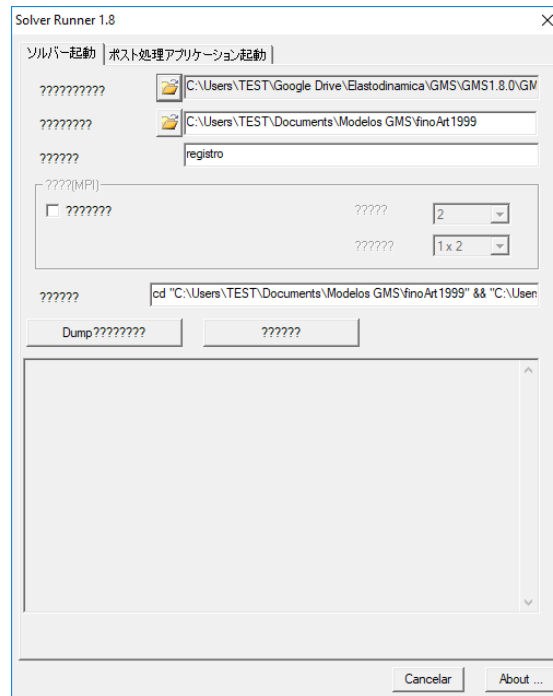 Solver Runner 1.8
ソルバー起動 ポスト処理アプリケーション起動
?????????? C:\Users\TEST\Google Drive\Elastodinamica\GMS\GMS1.8.0\GM
???????? C:\Users\TEST\Documents\Modelos GMS\finoArt1999
?????? registro
????(MPI)
??????? ????? 2
?????? 1 x 2
?????? cd "C:\Users\TEST\Documents\Modelos GMS\finoArt1999" && "C:\Usen
Dump???????? ??????
Cancelar About ...